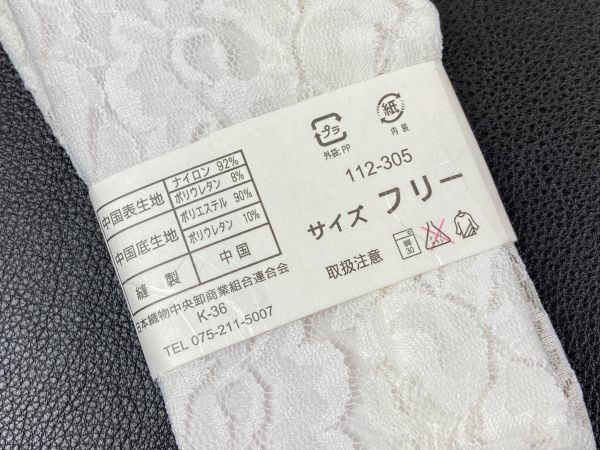 プラ
外袋:PP
紙
内装
112-305
サイズ フリー
取扱注意
中国表生地
ナイロン 92%
ポリウレタン 8%
中国底生地
ポリエステル 90%
ポリウレタン 10%
縫製
中国
日本織物中央卸商業組合連合会
K-36
TEL 075-211-5007